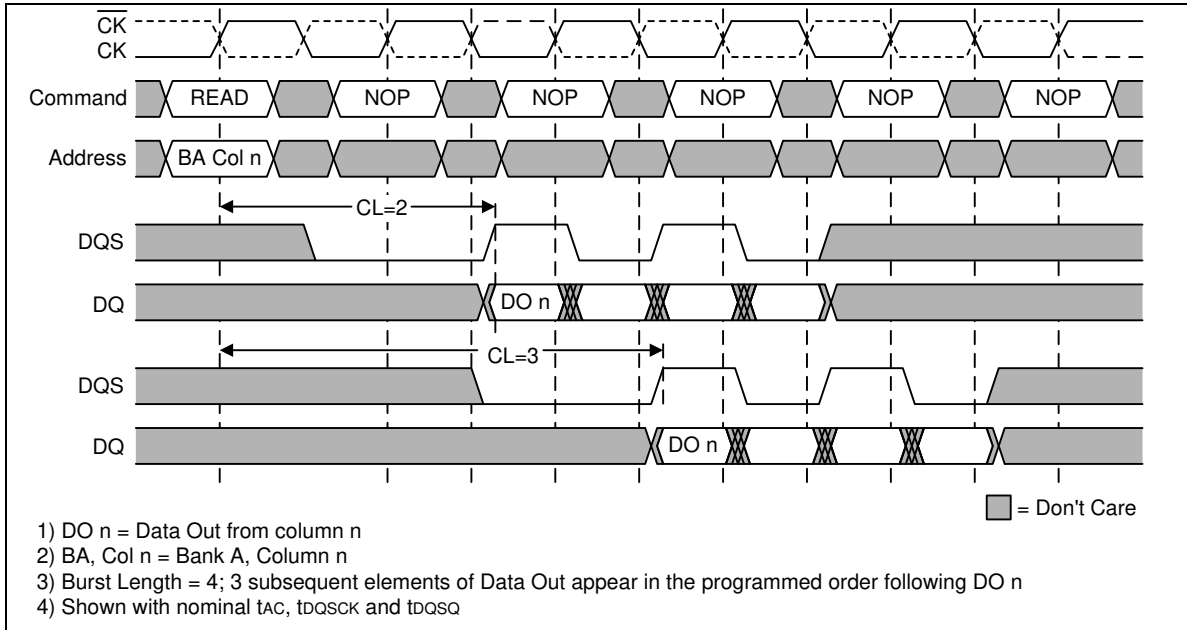 CK
CK
Command READ NOP NOP NOP NOP NOP
Address BA Col n
CL=2
DQS
DQ DO n
CL=3
DQS
DQ DO n
= Don't Care
1) DO n = Data Out from column n
2) BA, Col n = Bank A, Column n
3) Burst Length = 4; 3 subsequent elements of Data Out appear in the programmed order following DO n
4) Shown with nominal tAC, tDQSCK and tDQSQ